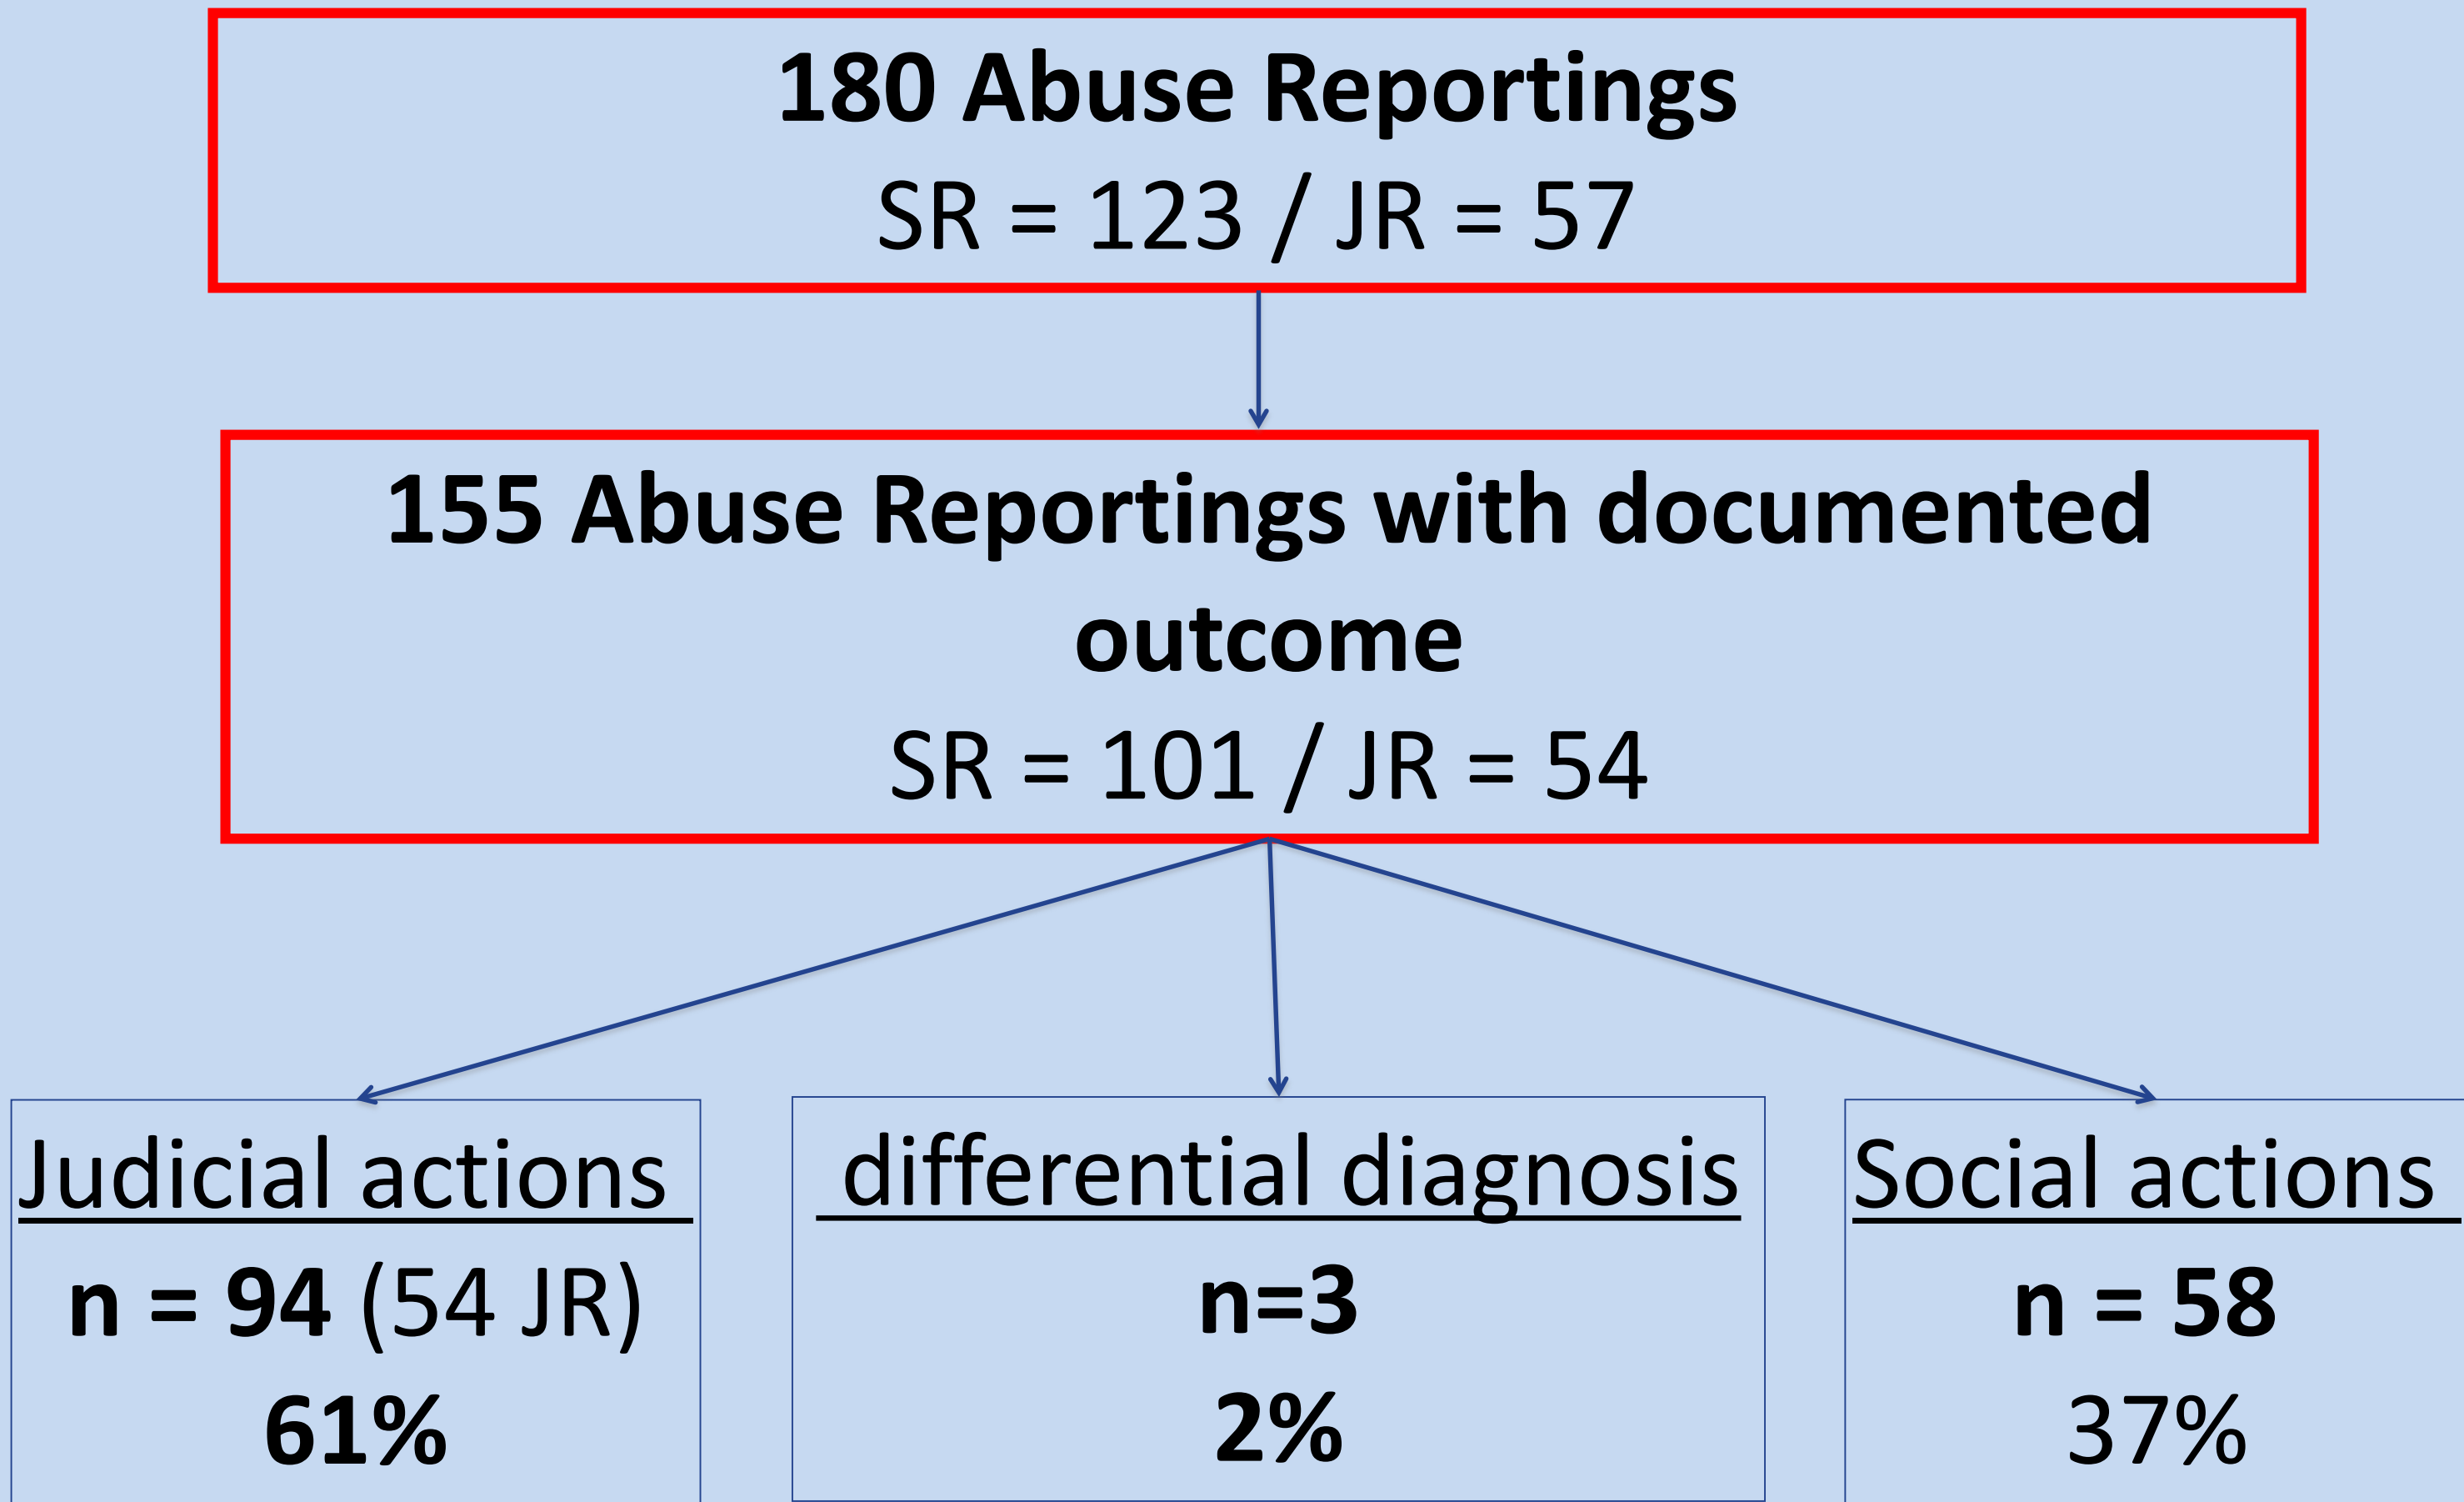 180 Abuse Reportings
SR = 123 / JR = 57
155 Abuse Reportings with documented
outcome
SR = 101 / JR = 54
Judicial actions
n = 94 (54 JR)
61%
differential diagnosis
n=3
2%
Social actions
n = 58
37%